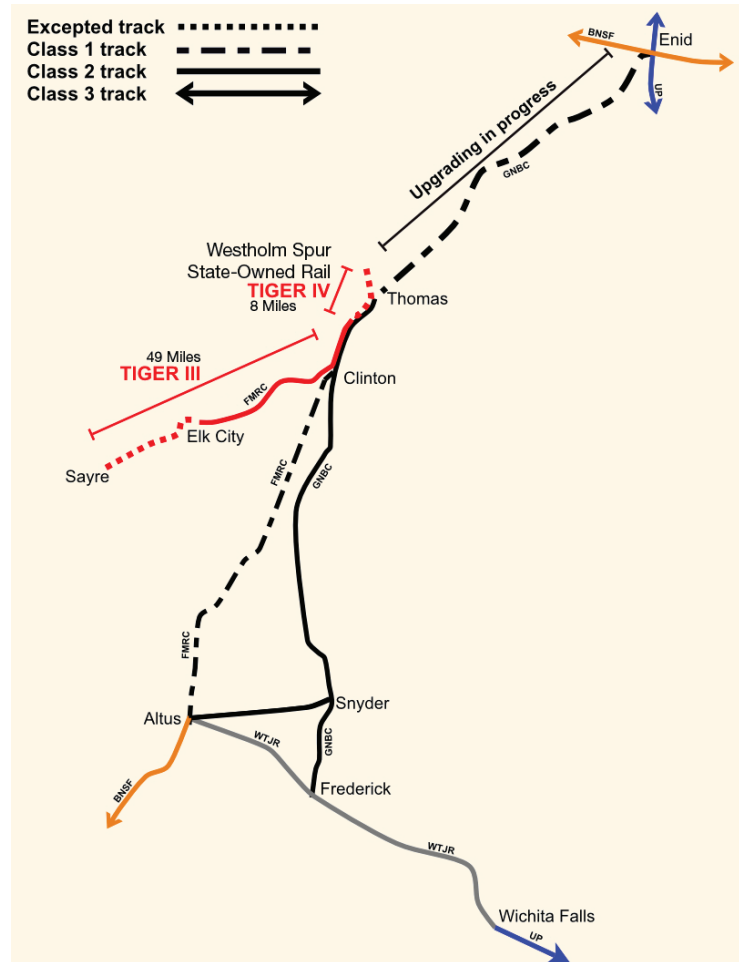 Excepted track
Class 1 track
Class 2 track
Class 3 track
BNSF
Enid
UP
Upgrading in progress
GNBC
Westholm Spur
State-Owned Rail
TIGER IV
8 Miles
Thomas
49 Miles
TIGER III
Clinton
FMRC
Elk City
Sayre
FMRC
GNBC
FMRC
Altus
Snyder
WTJR
GNBC
BNSF
Frederick
WTJR
Wichita Falls
UP